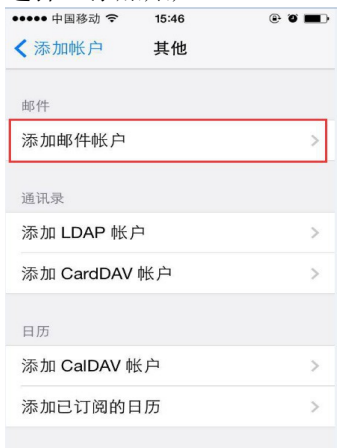 中国移动 15:46
添加帐户 其他
邮件
添加邮件帐户
通讯录
添加 LDAP 帐户
添加 CardDAV 帐户
日历
添加 CalDAV 帐户
添加已订阅的日历